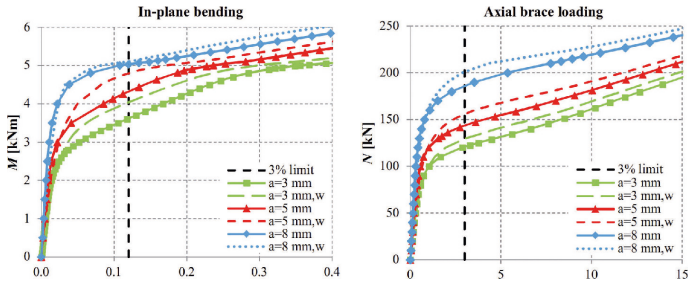 In-plane bending
6
5
4
3
2
1
0
M [kNm]
0.0
0.1
0.2
0.3
0.4
3% limit
a=3 mm
a=3 mm,w
a=5 mm
a=5 mm,w
a=8 mm
a=8 mm,w
Axial brace loading
250
200
150
100
50
0
N [kN]
0
5
10
15
3% limit
a=3 mm
a=3 mm,w
a=5 mm
a=5 mm,w
a=8 mm
a=8 mm,w